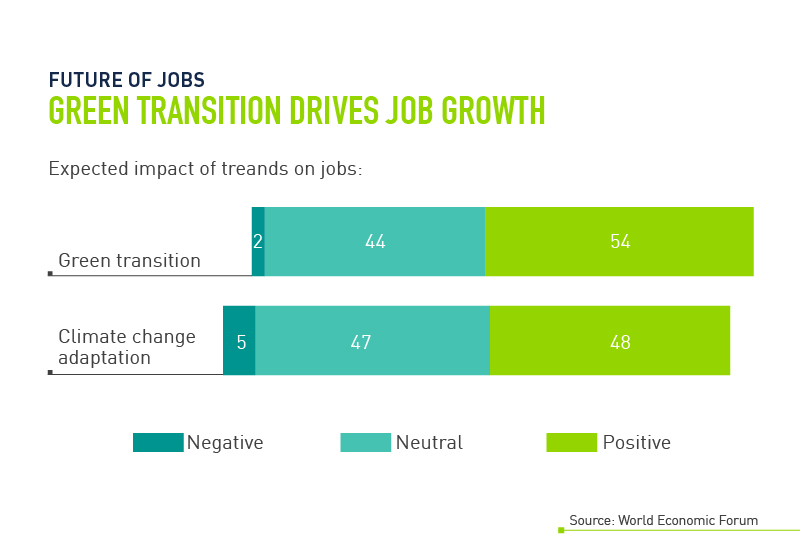 FUTURE OF JOBS
GREEN TRANSITION DRIVES JOB GROWTH
Expected impact of treands on jobs:
Green transition
2
44
54
Climate change
adaptation
5
47
48
Negative
Neutral
Positive
Source: World Economic Forum